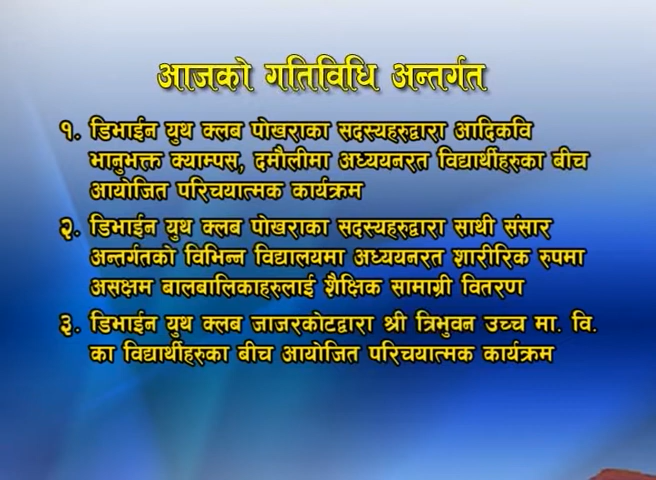 आजको गतिविधि अन्तर्गत
१. डिभाईन युथ क्लब पोखराका सदस्यहरुद्वारा आदिकवि
भानुभक्त क्याम्पस, दमौलीमा अध्ययनरत विद्यार्थीहरुका बीच
आयोजित परिचयात्मक कार्यक्रम
२. डिभाईन युथ क्लब पोखराका सदस्यहरुद्वारा साथी संसार
अन्तर्गतको विभिन्न विद्यालयमा अध्ययनरत शारीरिक रुपमा
असक्षम बालबालिकाहरुलाई शैक्षिक सामाग्री वितरण
३. डिभाईन युथ क्लब जाजरकोटद्वारा श्री त्रिभुवन उच्च मा. वि.
का विद्यार्थीहरुका बीच आयोजित परिचयात्मक कार्यक्रम